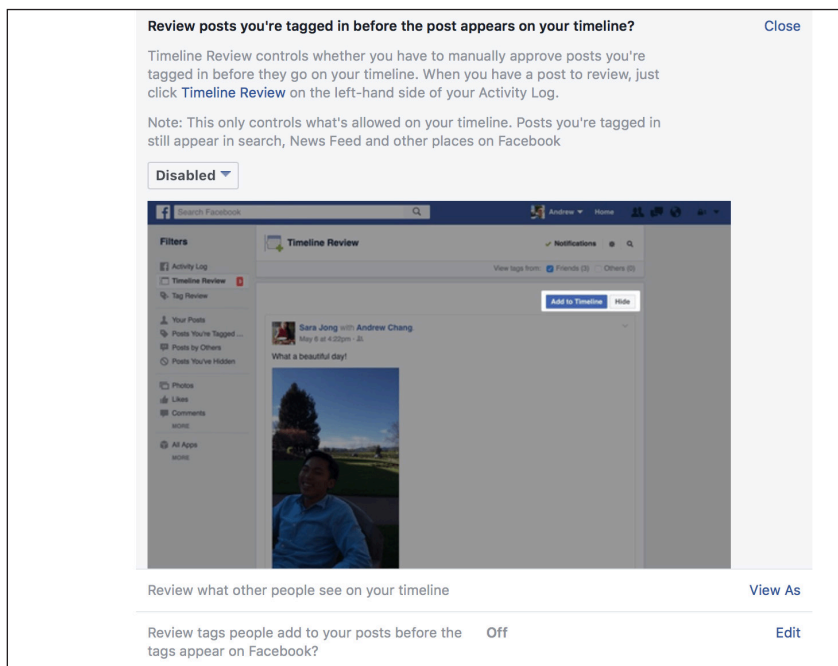 Review posts you're tagged in before the post appears on your timeline?
Close
Timeline Review controls whether you have to manually approve posts you're
tagged in before they go on your timeline. When you have a post to review, just
click Timeline Review on the left-hand side of your Activity Log.
Note: This only controls what's allowed on your timeline. Posts you're tagged in
still appear in search, News Feed and other places on Facebook
Disabled
Search Facebook
Andrew
Home
Filters
Activity Log
Timeline Review 3
Tag Review
Your Posts
Posts You're Tagged ...
Posts by Others
Posts You've Hidden
Photos
Likes
Comments
MORE
All Apps
MORE
Timeline Review
Notifications
View tags from: Friends (3) Others (0)
Add to Timeline Hide
Sara Jong with Andrew Chang.
May 8 at 4:22pm
What a beautiful day!
Review what other people see on your timeline
View As
Review tags people add to your posts before the
tags appear on Facebook?
Off
Edit